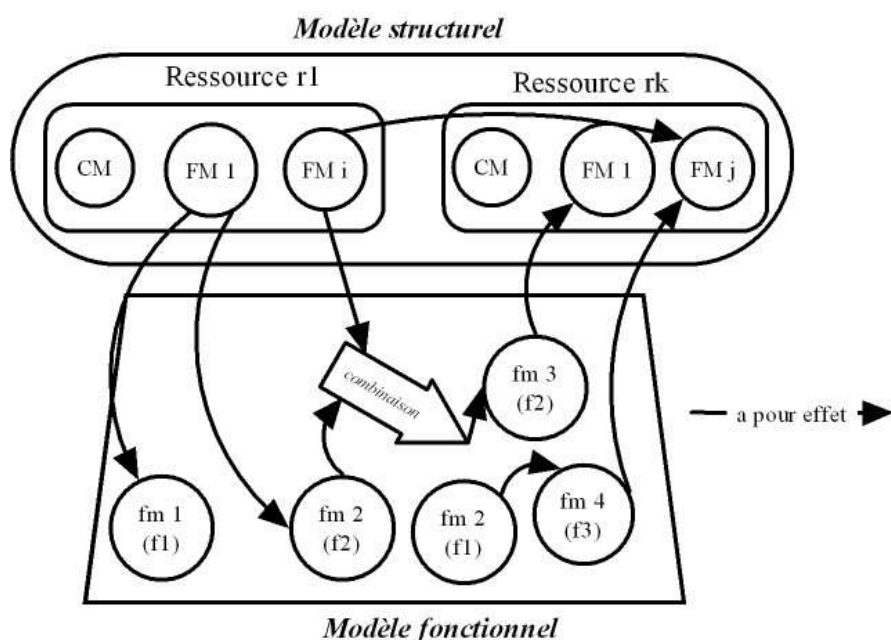 Modèle structurel
Ressource r1
Ressource rk
CM
FM 1
FM i
CM
FM 1
FM j
combinaison
fm 3
(f2)
a pour effet
fm 1
(f1)
fm 2
(f2)
fm 2
(f1)
fm 4
(f3)
Modèle fonctionnel